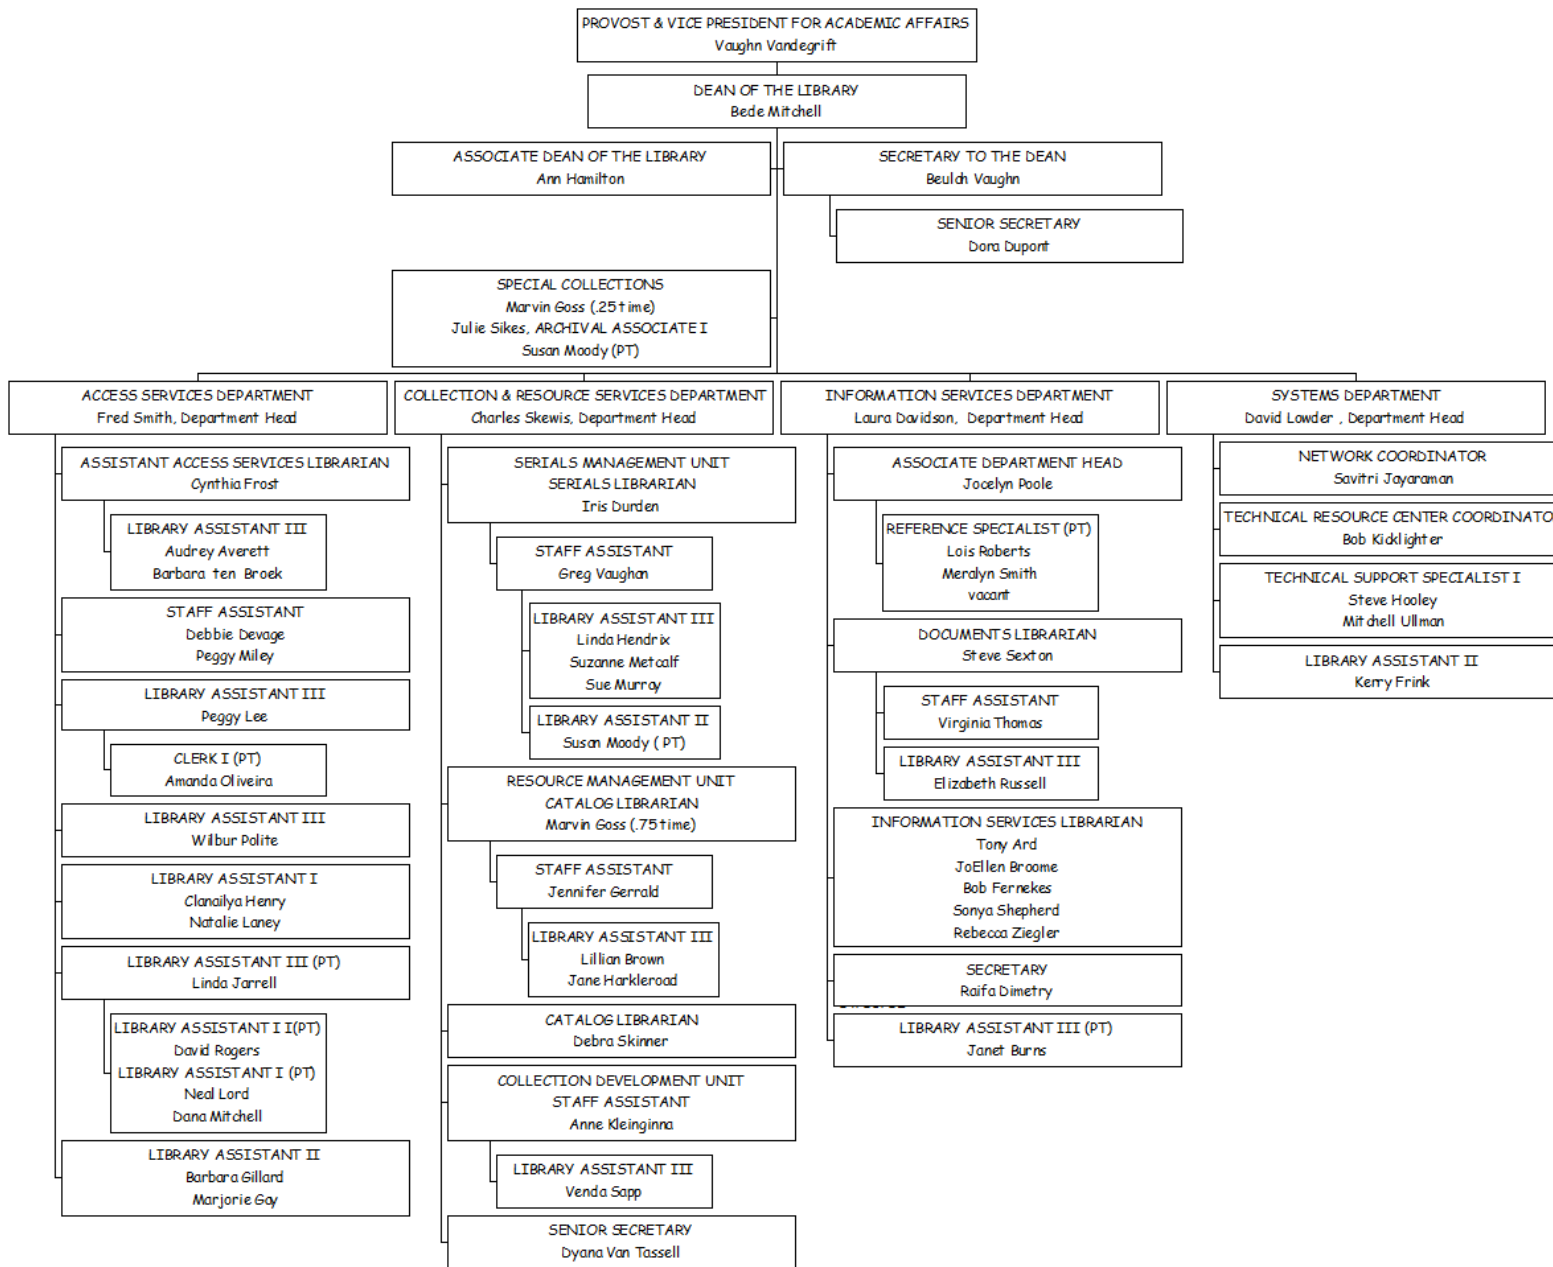 PROVOST & VICE PRESIDENT FOR ACADEMIC AFFAIRS
Vaughn Vandegrift
DEAN OF THE LIBRARY
Bede Mitchell
ASSOCIATE DEAN OF THE LIBRARY
Ann Hamilton
SECRETARY TO THE DEAN
Beulah Vaughn
SENIOR SECRETARY
Dora Dupont
SPECIAL COLLECTIONS
Marvin Goss (.25 time)
Julie Sikes, ARCHIVAL ASSOCIATE I
Susan Moody (PT)
ACCESS SERVICES DEPARTMENT
Fred Smith, Department Head
ASSISTANT ACCESS SERVICES LIBRARIAN
Cynthia Frost
LIBRARY ASSISTANT III
Audrey Averett
Barbara ten Broek
STAFF ASSISTANT
Debbie Devage
Peggy Miley
LIBRARY ASSISTANT III
Peggy Lee
CLERK I (PT)
Amanda Oliveira
LIBRARY ASSISTANT III
Wilbur Polite
LIBRARY ASSISTANT I
Clanailya Henry
Natalie Laney
LIBRARY ASSISTANT III (PT)
Linda Jarrell
LIBRARY ASSISTANT I I(PT)
David Rogers
LIBRARY ASSISTANT I (PT)
Neal Lord
Dana Mitchell
LIBRARY ASSISTANT II
Barbara Gillard
Marjorie Gay
COLLECTION & RESOURCE SERVICES DEPARTMENT
Charles Skewis, Department Head
SERIALS MANAGEMENT UNIT
SERIALS LIBRARIAN
Iris Durden
STAFF ASSISTANT
Greg Vaughan
LIBRARY ASSISTANT III
Linda Hendrix
Suzanne Metcalf
Sue Murray
LIBRARY ASSISTANT II
Susan Moody ( PT)
RESOURCE MANAGEMENT UNIT
CATALOG LIBRARIAN
Marvin Goss (.75 time)
STAFF ASSISTANT
Jennifer Gerrald
LIBRARY ASSISTANT III
Lillian Brown
Jane Harkleroad
CATALOG LIBRARIAN
Debra Skinner
COLLECTION DEVELOPMENT UNIT
STAFF ASSISTANT
Anne Kleinginna
LIBRARY ASSISTANT III
Venda Sapp
SENIOR SECRETARY
Dyana Van Tassell
INFORMATION SERVICES DEPARTMENT
Laura Davidson, Department Head
ASSOCIATE DEPARTMENT HEAD
Jocelyn Poole
REFERENCE SPECIALIST (PT)
Lois Roberts
Meralyn Smith
vacant
DOCUMENTS LIBRARIAN
Steve Sexton
STAFF ASSISTANT
Virginia Thomas
LIBRARY ASSISTANT III
Elizabeth Russell
INFORMATION SERVICES LIBRARIAN
Tony Ard
JoEllen Broome
Bob Fernekes
Sonya Shepherd
Rebecca Ziegler
SECRETARY
Raifa Dimetry
LIBRARY ASSISTANT III (PT)
Janet Burns
SYSTEMS DEPARTMENT
David Lowder , Department Head
NETWORK COORDINATOR
Savitri Jayaraman
TECHNICAL RESOURCE CENTER COORDINATO
Bob Kicklighter
TECHNICAL SUPPORT SPECIALIST I
Steve Hooley
Mitchell Ullman
LIBRARY ASSISTANT II
Kerry Frink